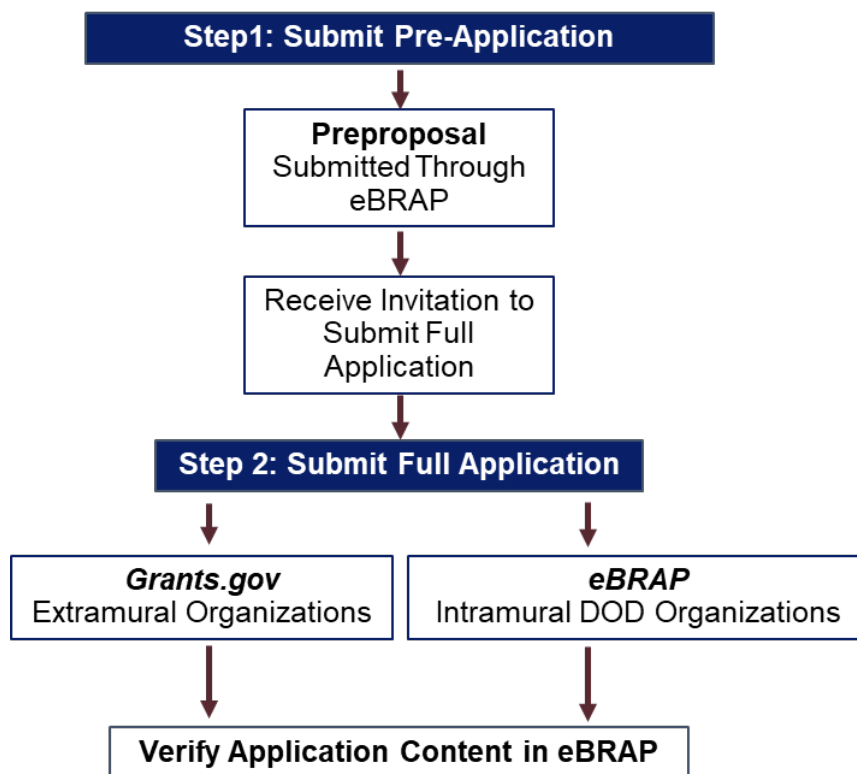 Step1: Submit Pre-Application
Preproposal
Submitted Through
eBRAP
Receive Invitation to
Submit Full
Application
Step 2: Submit Full Application
Grants.gov
Extramural Organizations
eBRAP
Intramural DOD Organizations
Verify Application Content in eBRAP